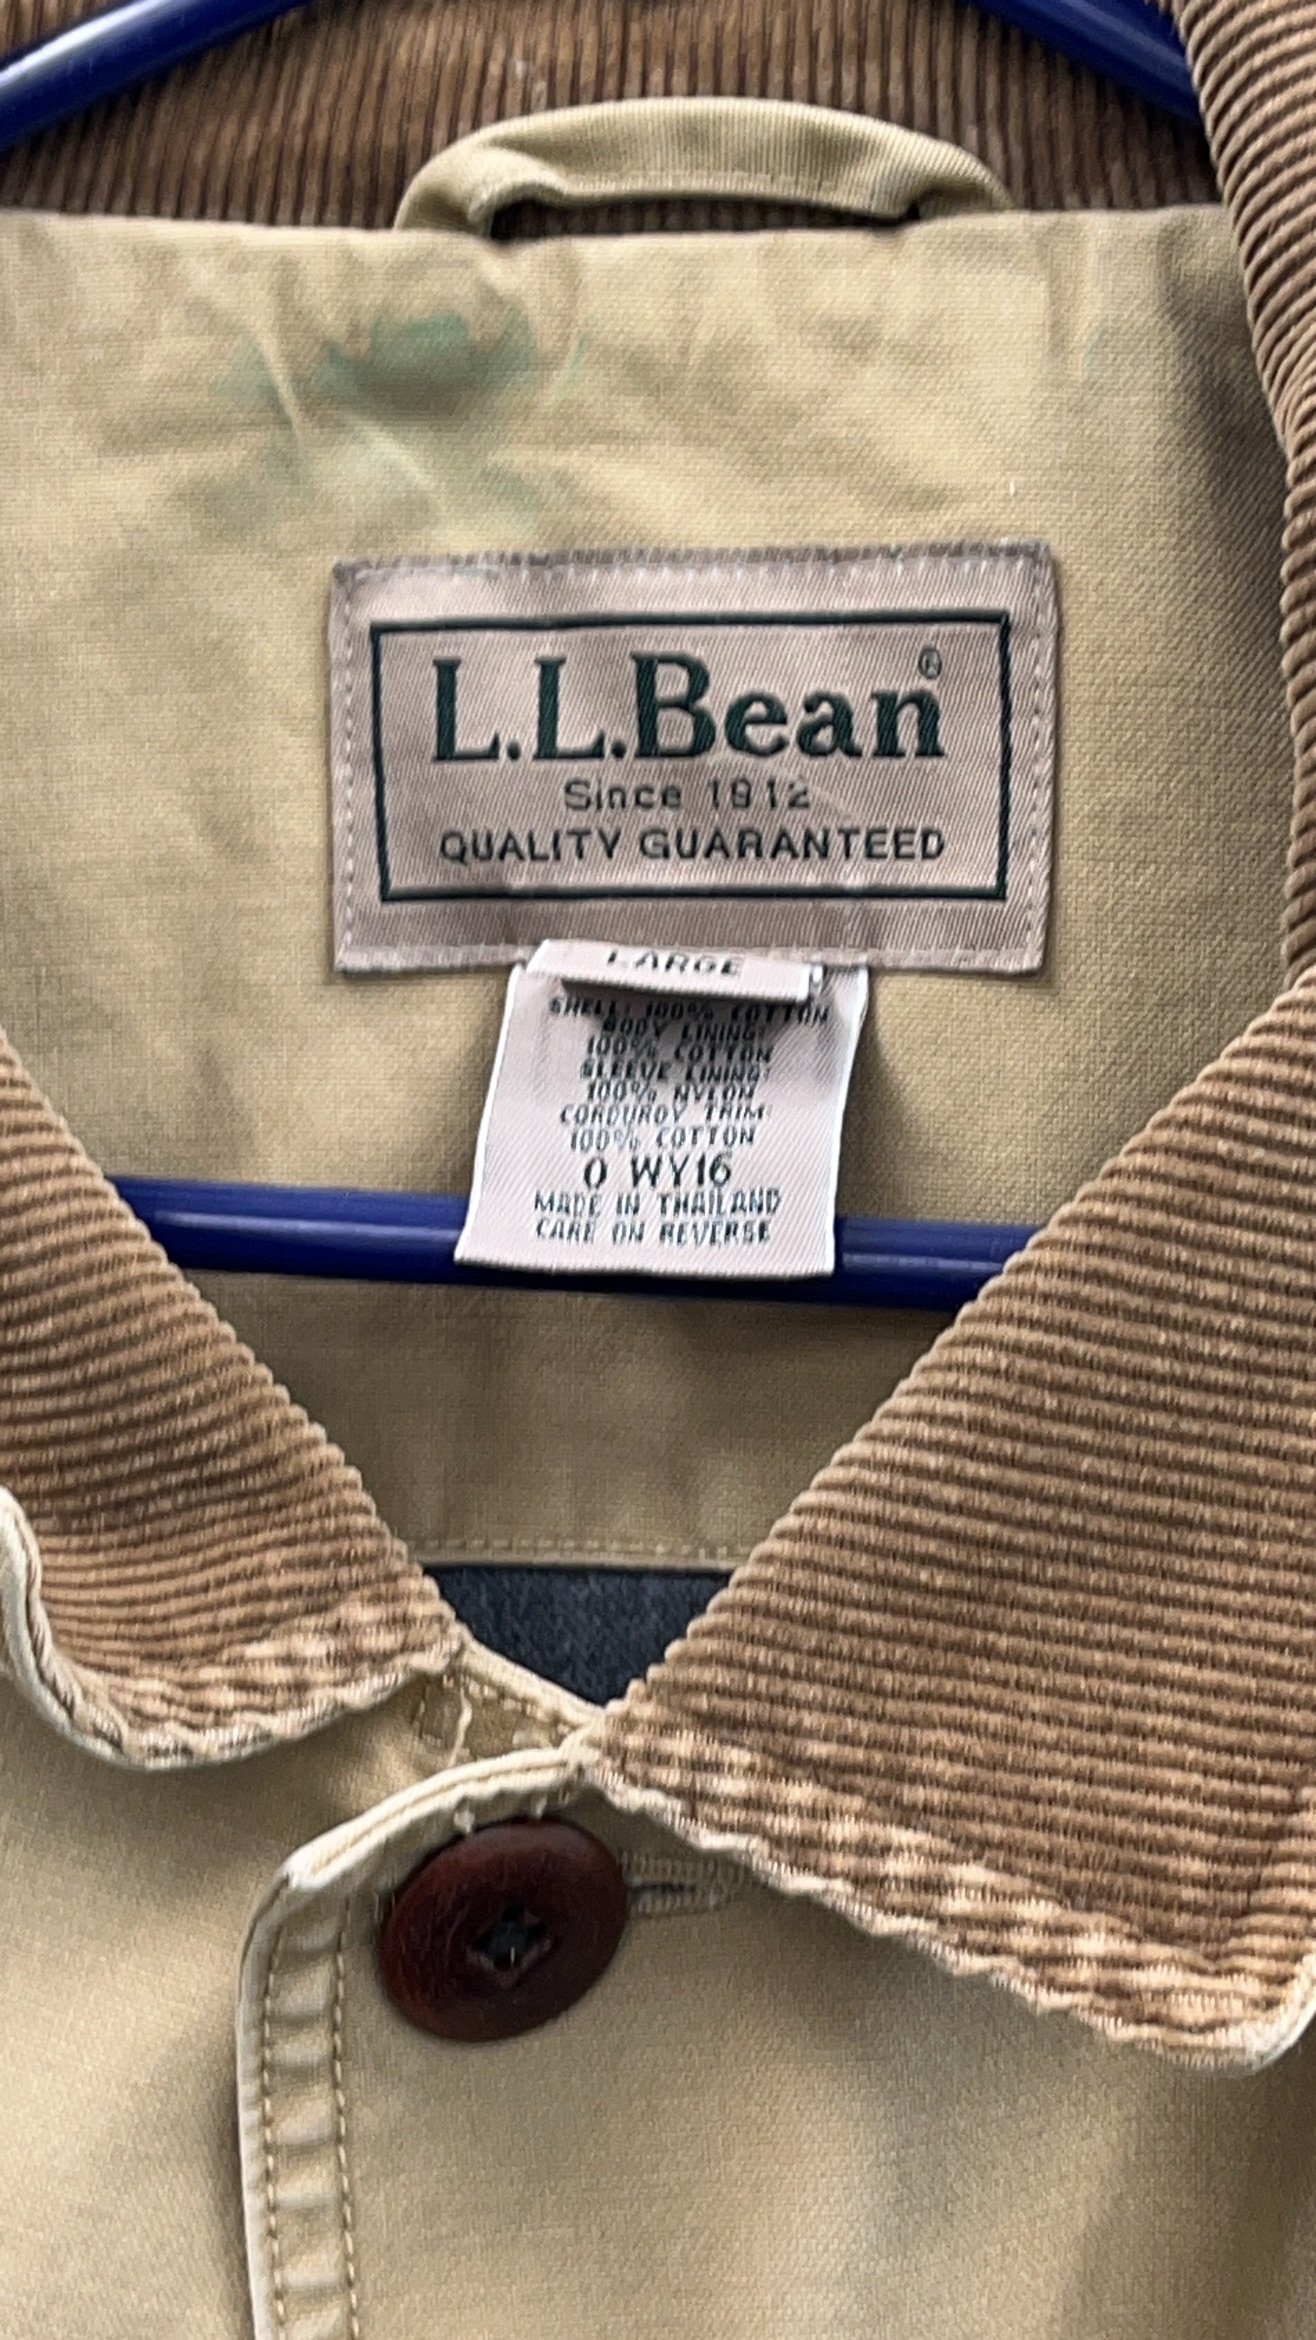 L.L.Bean®
Since 1912
QUALITY GUARANTEED
LARGE
SHELL: 100% COTTON
BODY LINING:
100% COTTON
SLEEVE LINING:
100% NYLON
CORDUROY TRIM:
100% COTTON
0 WY16
MADE IN THAILAND
CARE ON REVERSE